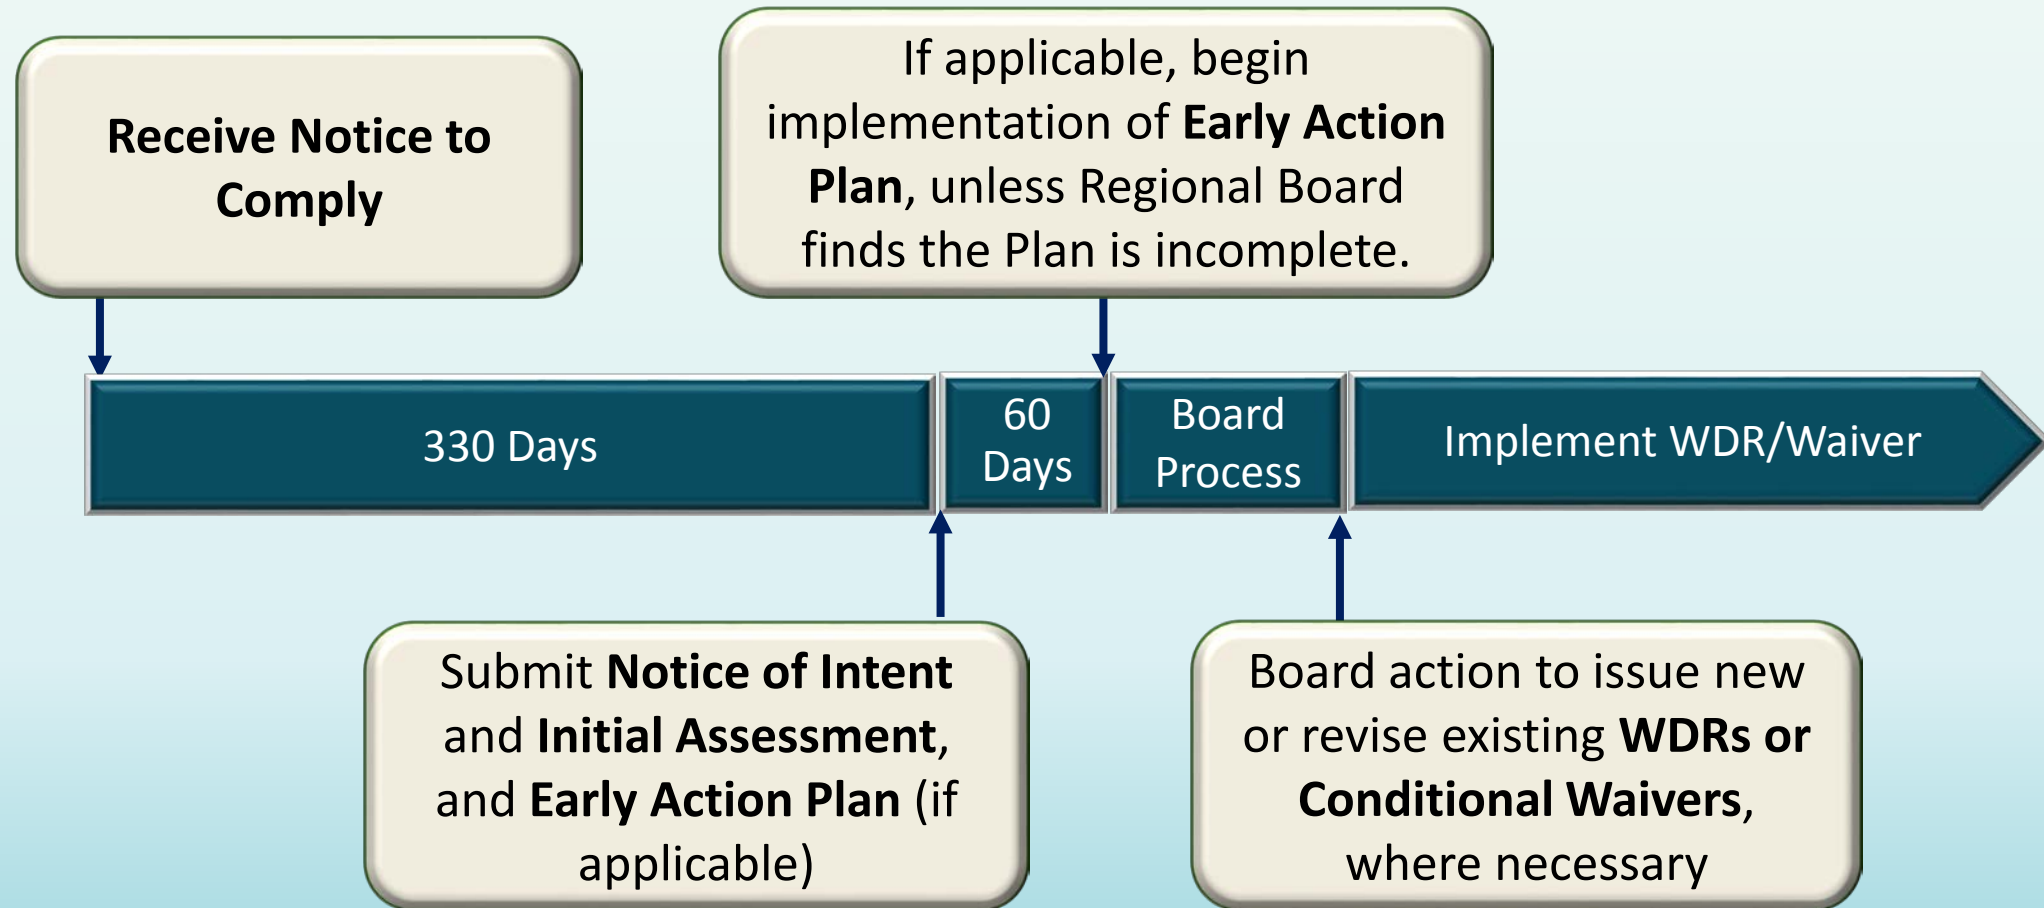 Receive Notice to
Comply
If applicable, begin
implementation of Early Action
Plan, unless Regional Board
finds the Plan is incomplete.
330 Days
60
Days
Board
Process
Implement WDR/Waiver
Submit Notice of Intent
and Initial Assessment,
and Early Action Plan (if
applicable)
Board action to issue new
or revise existing WDRs or
Conditional Waivers,
where necessary